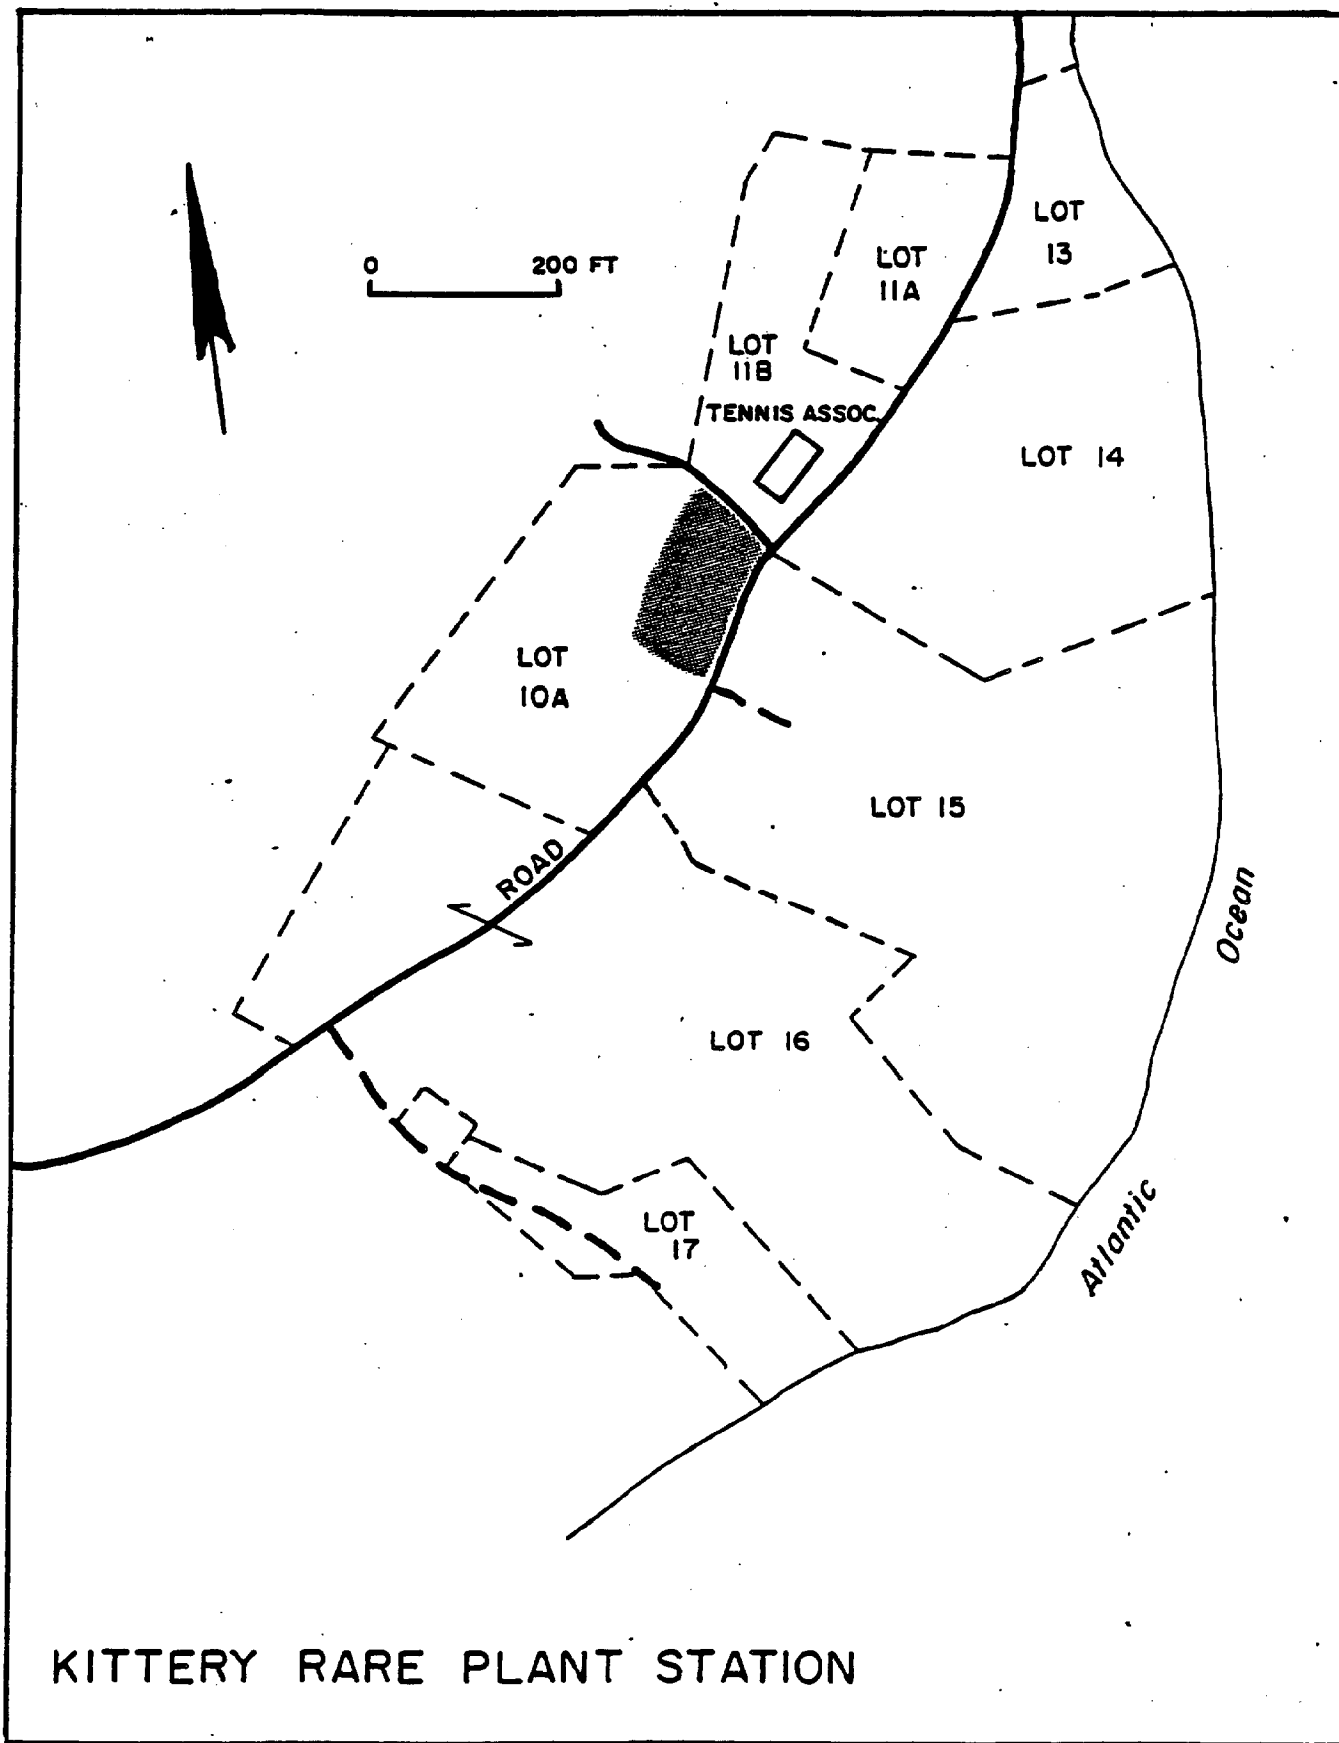 LOT
13
LOT
11A
0 200 FT
LOT
11B
TENNIS ASSOC.
LOT 14
LOT
10A
LOT 15
ROAD
Ocean
LOT 16
LOT
17
Atlantic
KITTERY RARE PLANT STATION